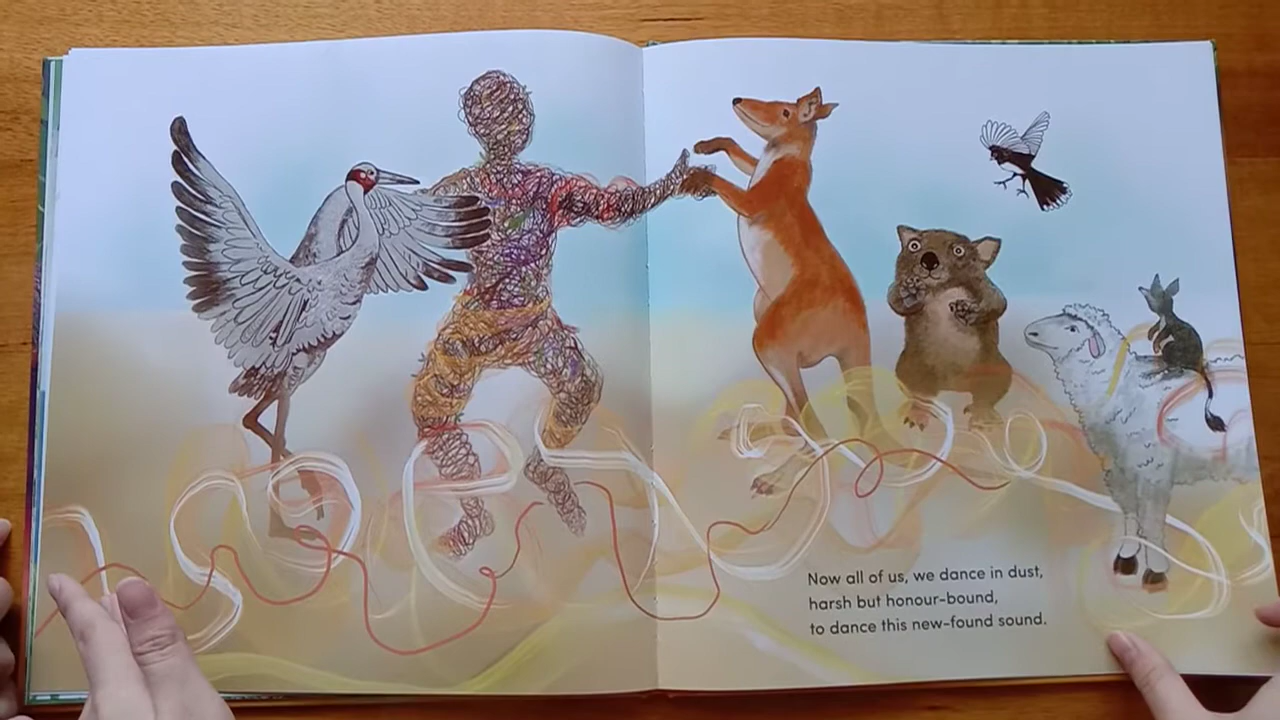 Now all of us, we dance in dust,
harsh but honour-bound,
to dance this new-found sound.